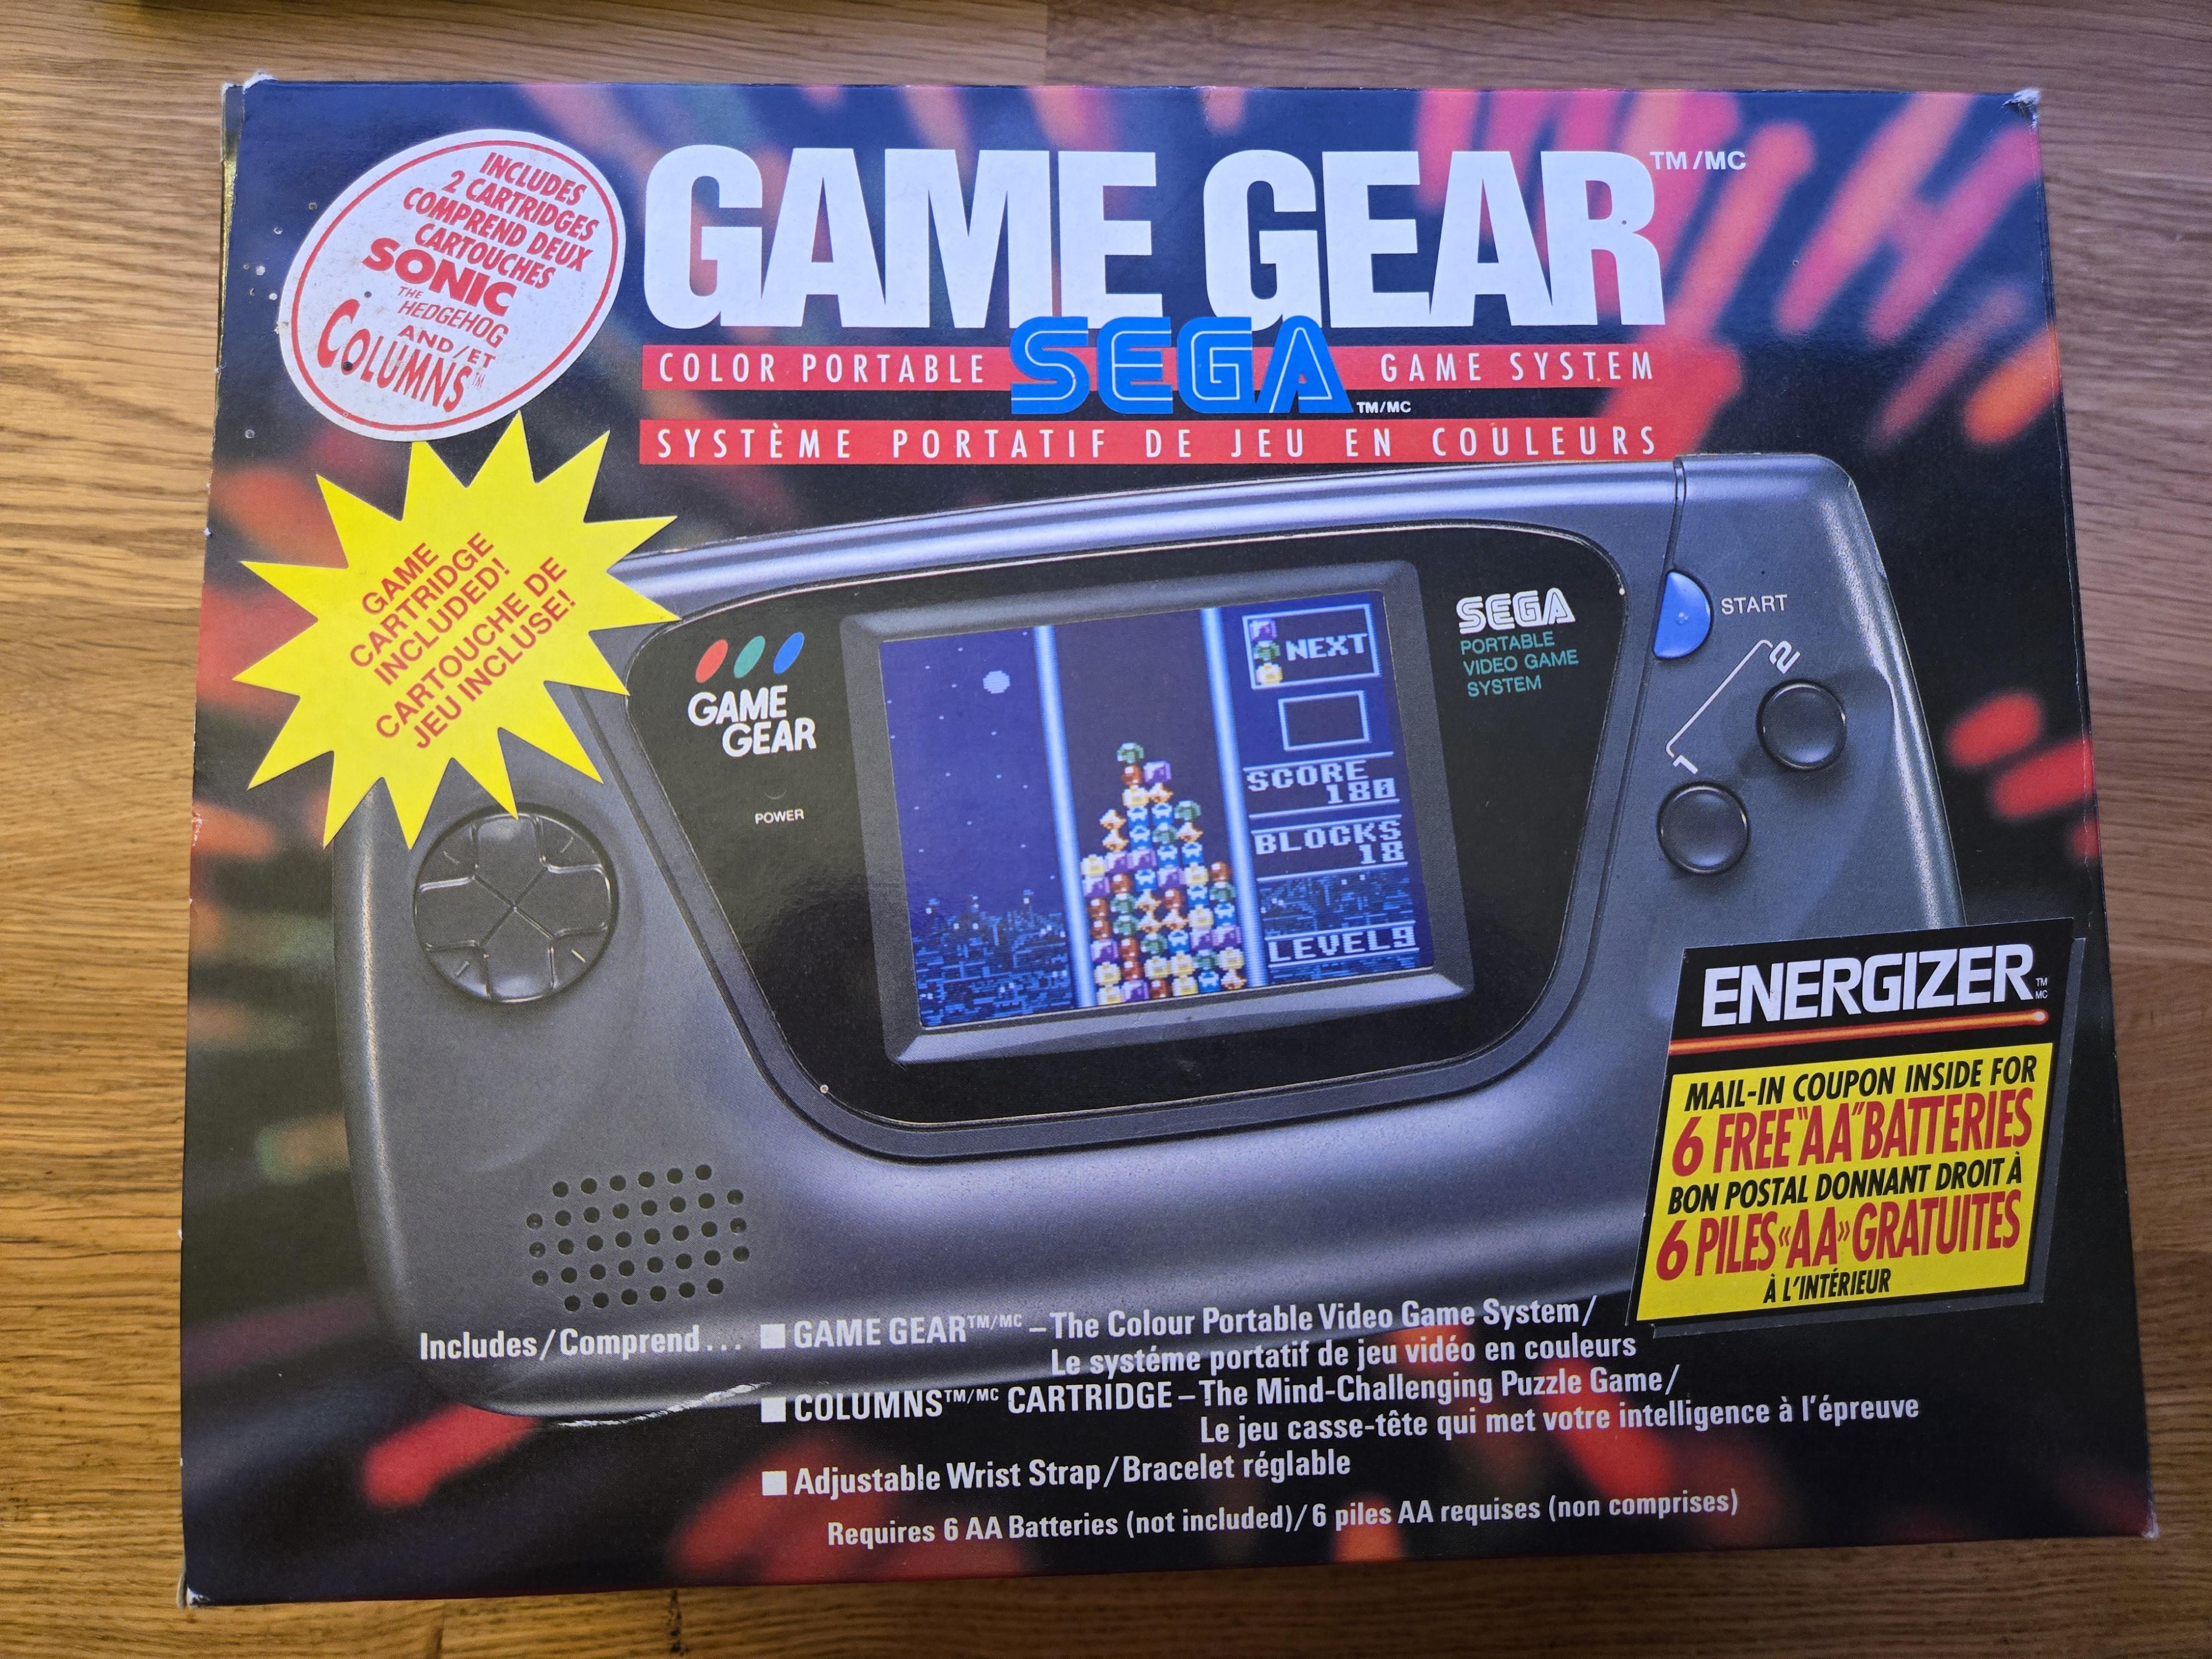 INCLUDES
2 CARTRIDGES
COMPREND DEUX
CARTOUCHES
SONIC
THE
HEDGEHOG
AND/ET
COLUMNS™
GAME GEAR TM/MC
COLOR PORTABLE SEGA TM/MC GAME SYSTEM
SYSTÈME PORTATIF DE JEU EN COULEURS
GAME
CARTRIDGE
INCLUDED!
CARTOUCHE DE
JEU INCLUSE!
GAME
GEAR
POWER
NEXT
SCORE
180
BLOCKS
18
LEVEL9
SEGA
PORTABLE
VIDEO GAME
SYSTEM
START
2
1
ENERGIZER TM MC
MAIL-IN COUPON INSIDE FOR
6 FREE "AA" BATTERIES
BON POSTAL DONNANT DROIT À
6 PILES «AA» GRATUITES
À L'INTÉRIEUR
Includes/Comprend... ■ GAME GEAR TM/MC –The Colour Portable Video Game System/
Le systéme portatif de jeu vidéo en couleurs
■ COLUMNS TM/MC CARTRIDGE –The Mind-Challenging Puzzle Game/
Le jeu casse-tête qui met votre intelligence à l'épreuve
■ Adjustable Wrist Strap/Bracelet réglable
Requires 6 AA Batteries (not included)/6 piles AA requises (non comprises)